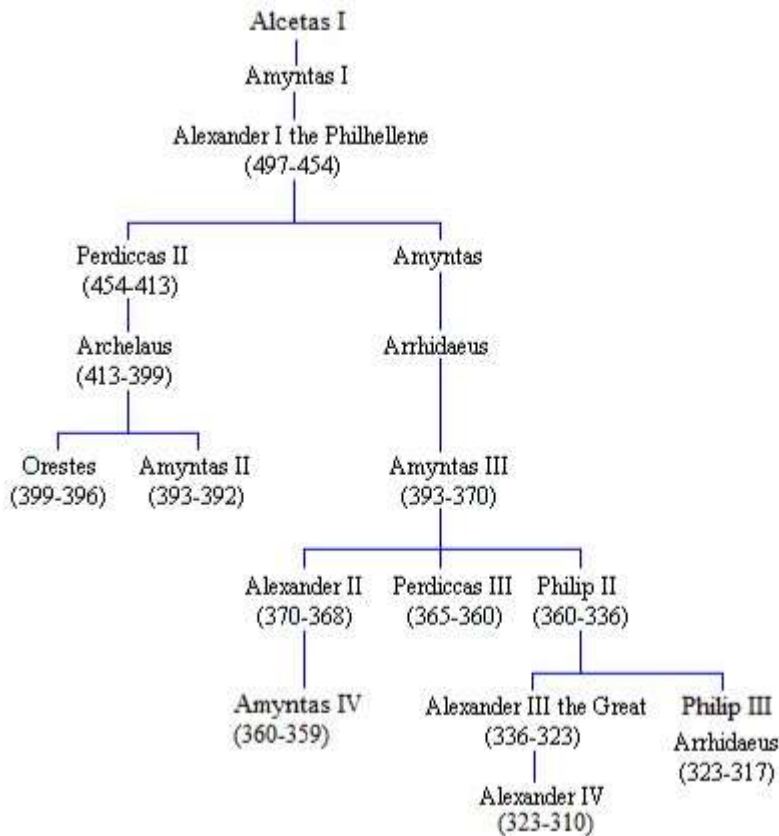 Alcetas I
Amyntas I
Alexander I the Philhellene
(497-454)
Perdiccas II
(454-413)
Amyntas
Archelaus
(413-399)
Arrhidaeus
Orestes
(399-396)
Amyntas II
(393-392)
Amyntas III
(393-370)
Alexander II
(370-368)
Perdiccas III
(365-360)
Philip II
(360-336)
Amyntas IV
(360-359)
Alexander III the Great
(336-323)
Philip III
Arrhidaeus
(323-317)
Alexander IV
(323-310)